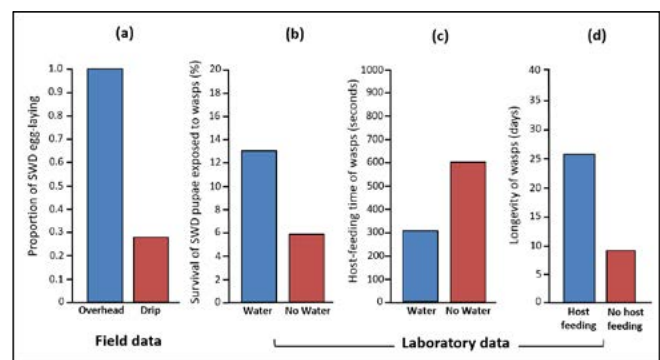 (a)
(b)
(c)
(d)
Proportion of SWD egg-laying
1.0
0.9
0.8
0.7
0.6
0.5
0.4
0.3
0.2
0.1
0
Overhead Drip
Survival of SWD pupae exposed to wasps (%)
20
18
16
14
12
10
8
6
4
2
0
Water No Water
Host-feeding time of wasps (seconds)
1000
900
800
700
600
500
400
300
200
100
000
Water No Water
Longevity of wasps (days)
40
35
25
20
15
10
5
0
Host
feeding
No host
feeding
Field data
Laboratory data